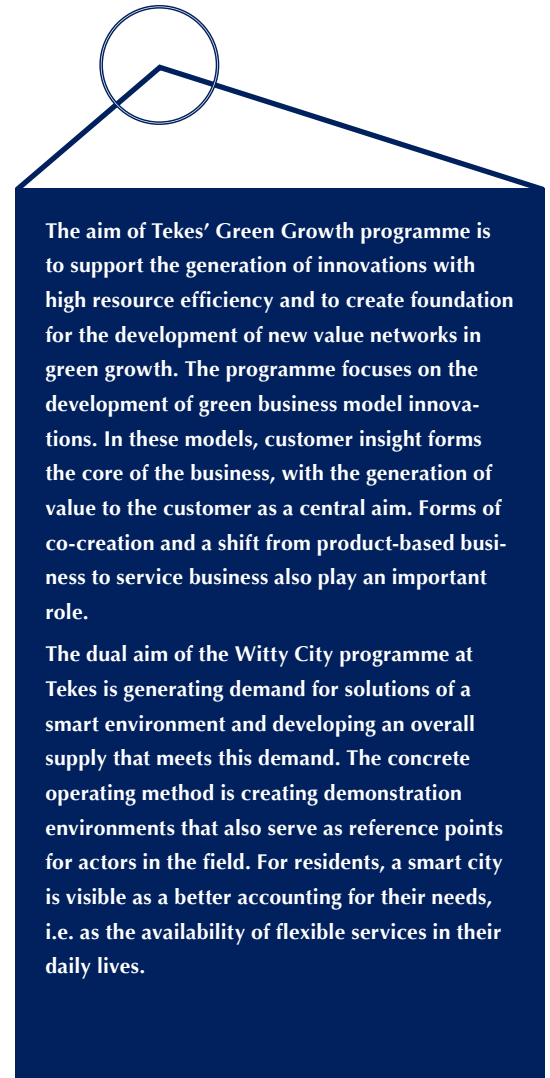 The aim of Tekes’ Green Growth programme is
to support the generation of innovations with
high resource efficiency and to create foundation
for the development of new value networks in
green growth. The programme focuses on the
development of green business model innova-
tions. In these models, customer insight forms
the core of the business, with the generation of
value to the customer as a central aim. Forms of
co-creation and a shift from product-based busi-
ness to service business also play an important
role.
The dual aim of the Witty City programme at
Tekes is generating demand for solutions of a
smart environment and developing an overall
supply that meets this demand. The concrete
operating method is creating demonstration
environments that also serve as reference points
for actors in the field. For residents, a smart city
is visible as a better accounting for their needs,
i.e. as the availability of flexible services in their
daily lives.